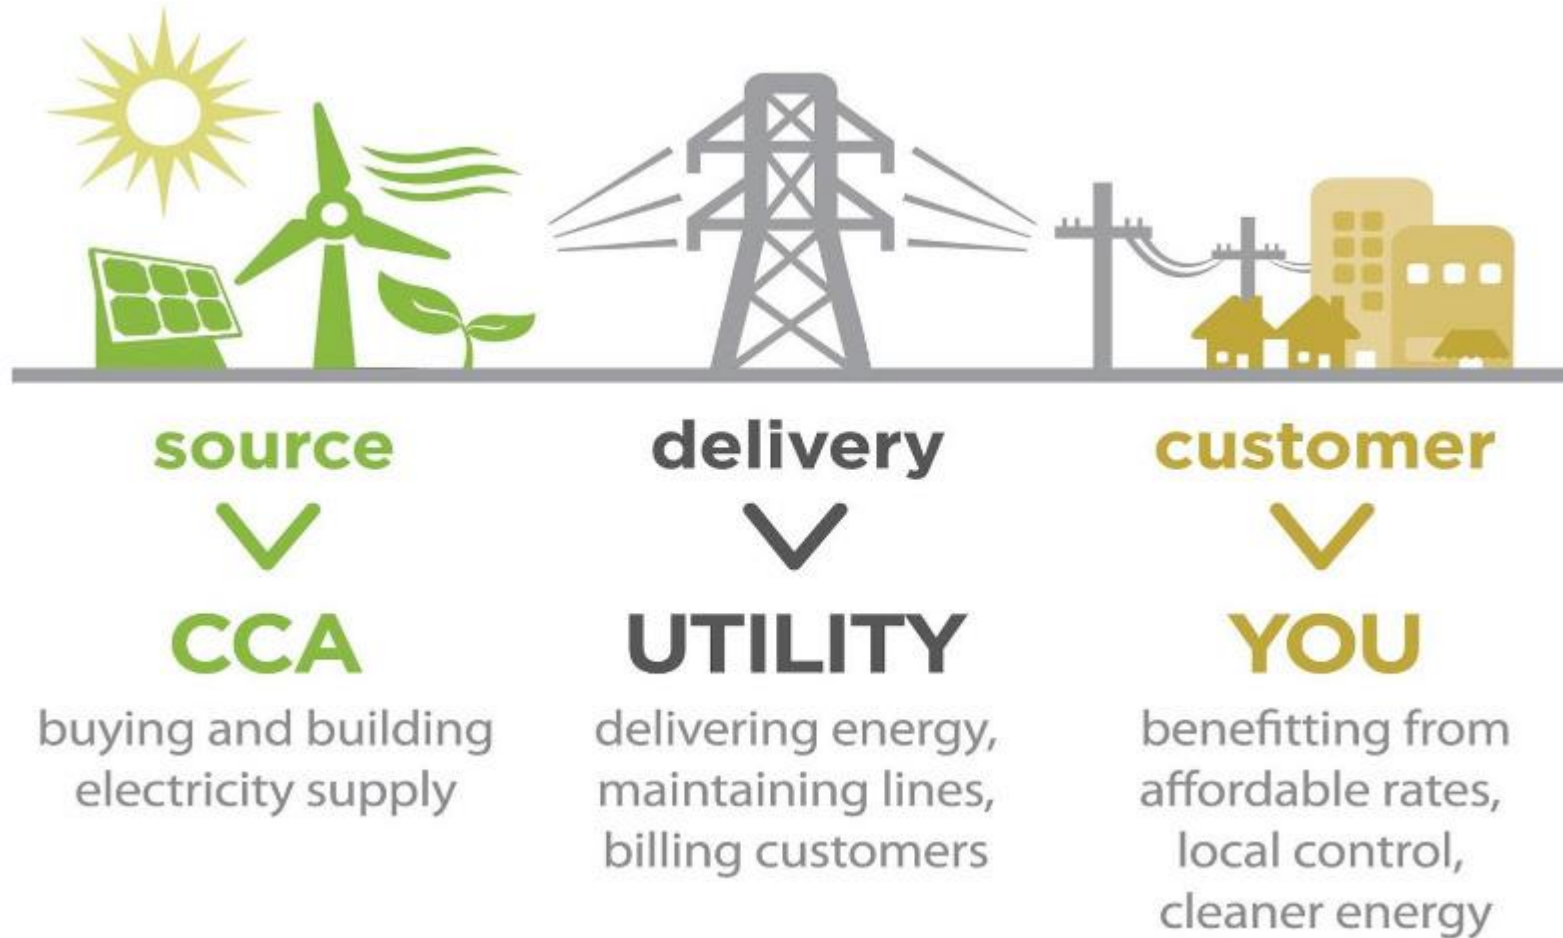 source
CCA
buying and building
electricity supply
delivery
UTILITY
delivering energy,
maintaining lines,
billing customers
customer
YOU
benefitting from
affordable rates,
local control,
cleaner energy